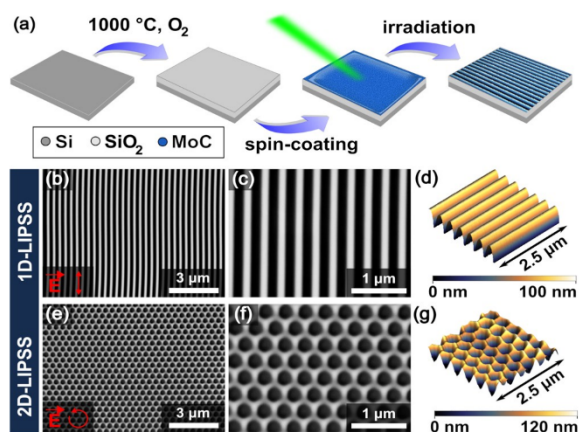 (a)
1000 °C, O₂
irradiation
Si
SiO₂
MoC
spin-coating
1D-LIPSS
(b)
E
3 µm
(c)
1 µm
(d)
2.5 µm
0 nm
100 nm
2D-LIPSS
(e)
E
3 µm
(f)
1 µm
(g)
2.5 µm
0 nm
120 nm